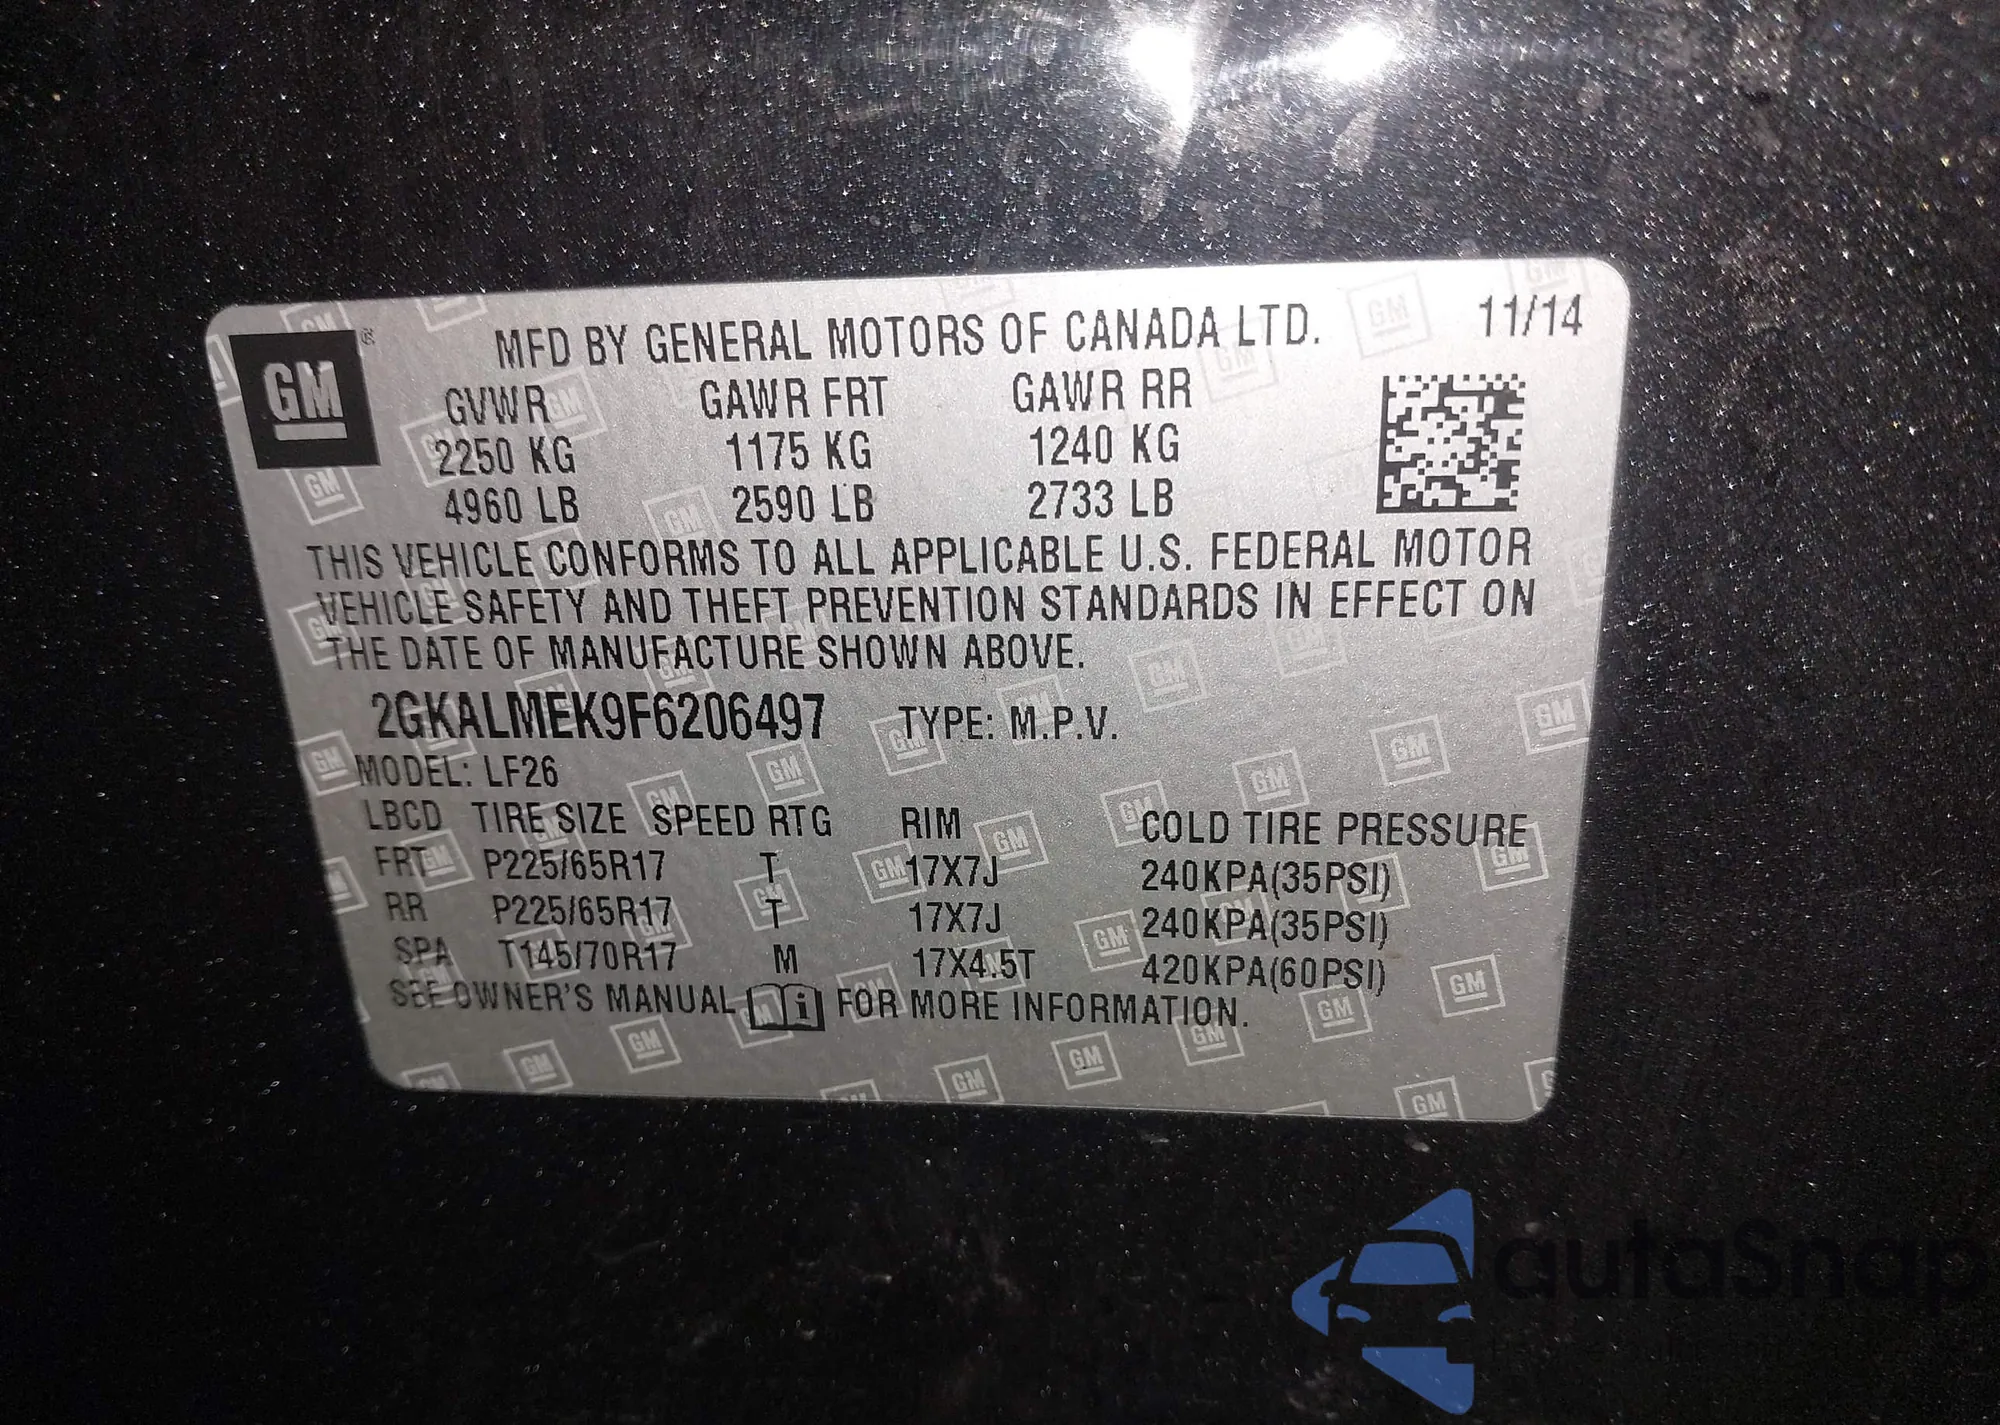 GM ®
MFD BY GENERAL MOTORS OF CANADA LTD. 11/14
GVWR GAWR FRT GAWR RR
2250 KG 1175 KG 1240 KG
4960 LB 2590 LB 2733 LB
THIS VEHICLE CONFORMS TO ALL APPLICABLE U.S. FEDERAL MOTOR
VEHICLE SAFETY AND THEFT PREVENTION STANDARDS IN EFFECT ON
THE DATE OF MANUFACTURE SHOWN ABOVE.
2GKALMEK9F6206497 TYPE: M.P.V.
MODEL: LF26
LBCD TIRE SIZE SPEED RTG RIM COLD TIRE PRESSURE
FRT P225/65R17 T 17X7J 240KPA(35PSI)
RR P225/65R17 T 17X7J 240KPA(35PSI)
SPA T145/70R17 M 17X4.5T 420KPA(60PSI)
SEE OWNER'S MANUAL i FOR MORE INFORMATION.
autaSnap